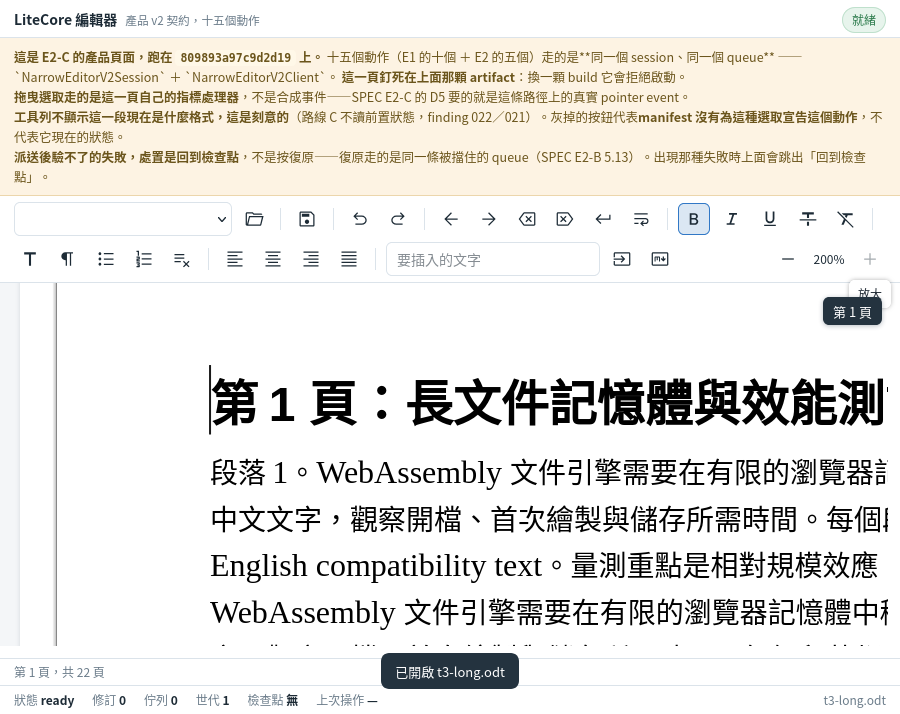 LiteCore 編輯器 產品 v2 契約，十五個動作 就緒
這是 E2-C 的產品頁面，跑在 809893a97c9d2d19 上。十五個動作（E1 的十個 ＋ E2 的五個）走的是**同一個 session、同一個 queue** ——
`NarrowEditorV2Session` ＋ `NarrowEditorV2Client`。這一頁釘死在上面那顆 artifact：換一顆 build 它會拒絕啟動。
拖曳選取走的是這一頁自己的指標處理器，不是合成事件——SPEC E2-C 的 D5 要的就是這條路徑上的真實 pointer event。
工具列不顯示這一段現在是什麼格式，這是刻意的（路線 C 不讀前置狀態，finding 022／021）。灰掉的按鈕代表manifest 沒有為這種選取宣告這個動作，不
代表它現在的狀態。
派送後驗不了的失敗，處置是回到檢查點，不是按復原——復原走的是同一條被擋住的 queue（SPEC E2-B 5.13）。出現那種失敗時上面會跳出「回到檢查
點」。
要插入的文字
200%
放大
第 1 頁
第 1 頁：長文件記憶體與效能測
段落 1。WebAssembly 文件引擎需要在有限的瀏覽器
中文文字，觀察開檔、首次繪製與儲存所需時間。每個
English compatibility text。量測重點是相對規模效應
WebAssembly 文件引擎需要在有限的瀏覽器記憶體中
第 1 頁，共 22 頁
已開啟 t3-long.odt
狀態 ready 修訂 0 佇列 0 世代 1 檢查點 無 上次操作 — t3-long.odt